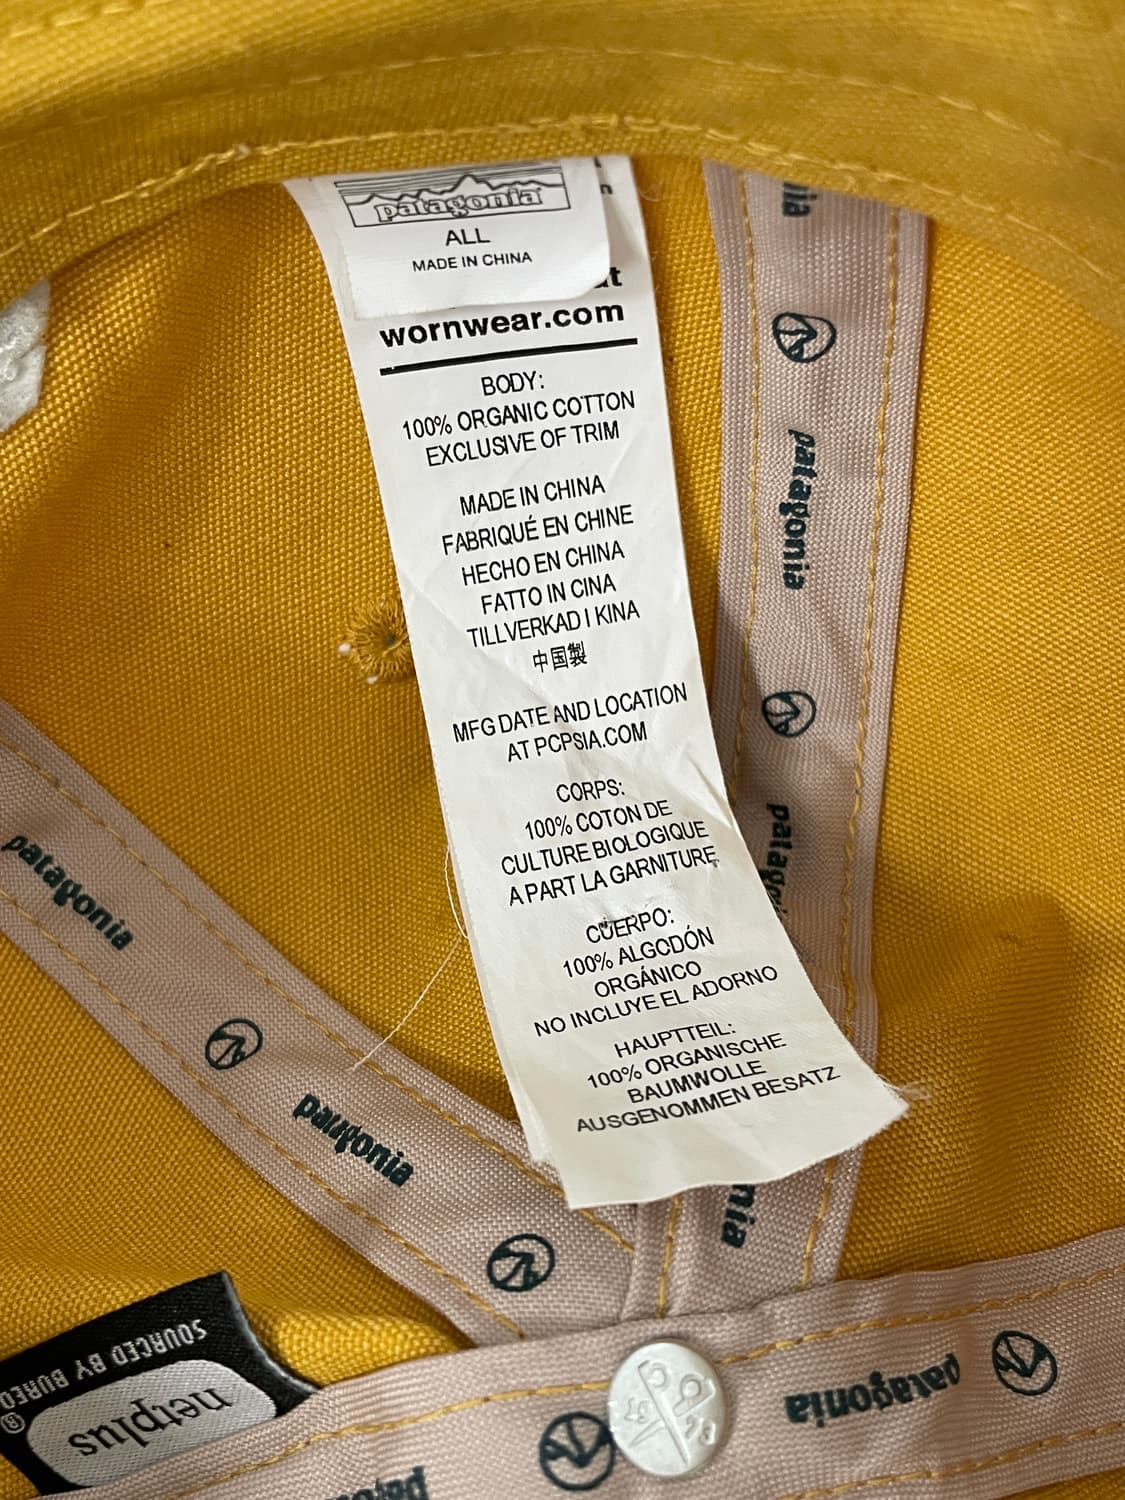 patagonia
ALL
MADE IN CHINA
wornwear.com
BODY:
100% ORGANIC COTTON
EXCLUSIVE OF TRIM
MADE IN CHINA
FABRIQUÉ EN CHINE
HECHO EN CHINA
FATTO IN CINA
TILLVERKAD I KINA
中国製
MFG DATE AND LOCATION
AT PCPSIA.COM
CORPS:
100% COTON DE
CULTURE BIOLOGIQUE
A PART LA GARNITURE
CUERPO:
100% ALGODÓN
ORGÁNICO
NO INCLUYE EL ADORNO
HAUPTTEIL:
100% ORGANISCHE
BAUMWOLLE
AUSGENOMMEN BESATZ
patagonia
patagonia
patagonia
patagonia
SOURCED BY BUREO
netplus®